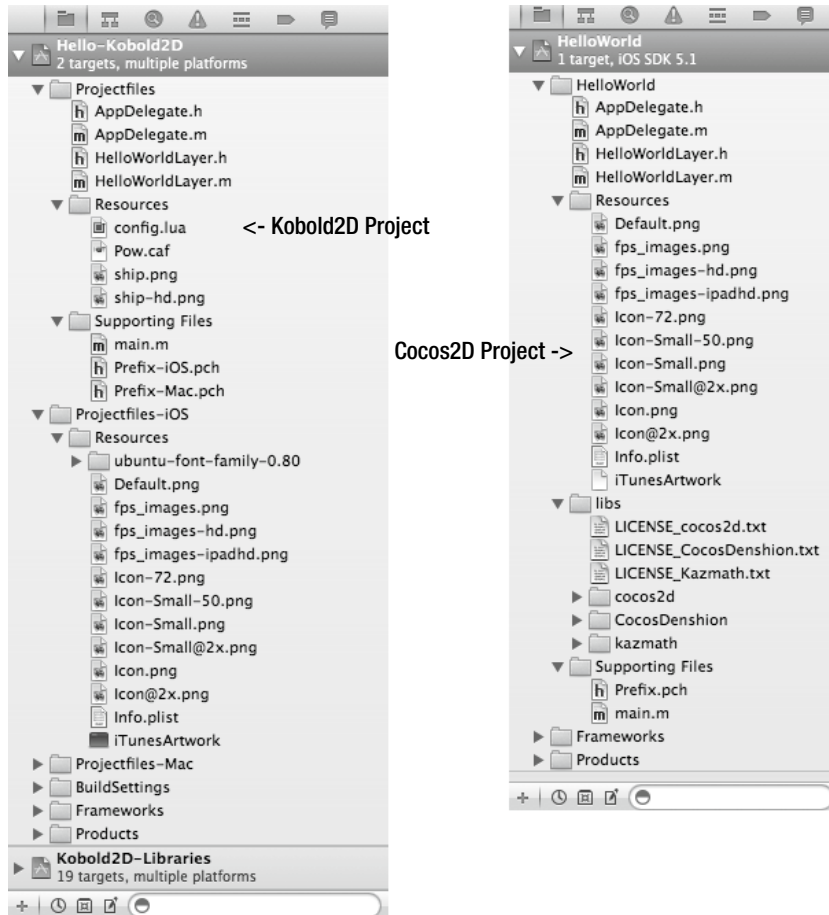 Hello-Kobold2D
2 targets, multiple platforms
Projectfiles
AppDelegate.h
AppDelegate.m
HelloWorldLayer.h
HelloWorldLayer.m
Resources
config.lua
Pow.caf
ship.png
ship-hd.png
Supporting Files
main.m
Prefix-iOS.pch
Prefix-Mac.pch
Projectfiles-iOS
Resources
ubuntu-font-family-0.80
Default.png
fps_images.png
fps_images-hd.png
fps_images-ipadhd.png
Icon-72.png
Icon-Small-50.png
Icon-Small.png
Icon-Small@2x.png
Icon.png
Icon@2x.png
Info.plist
iTunesArtwork
Projectfiles-Mac
BuildSettings
Frameworks
Products
Kobold2D-Libraries
19 targets, multiple platforms
<- Kobold2D Project
Cocos2D Project ->
HelloWorld
1 target, iOS SDK 5.1
HelloWorld
AppDelegate.h
AppDelegate.m
HelloWorldLayer.h
HelloWorldLayer.m
Resources
Default.png
fps_images.png
fps_images-hd.png
fps_images-ipadhd.png
Icon-72.png
Icon-Small-50.png
Icon-Small.png
Icon-Small@2x.png
Icon.png
Icon@2x.png
Info.plist
iTunesArtwork
libs
LICENSE_cocos2d.txt
LICENSE_CocosDenshion.txt
LICENSE_Kazmath.txt
cocos2d
CocosDenshion
kazmath
Supporting Files
Prefix.pch
main.m
Frameworks
Products